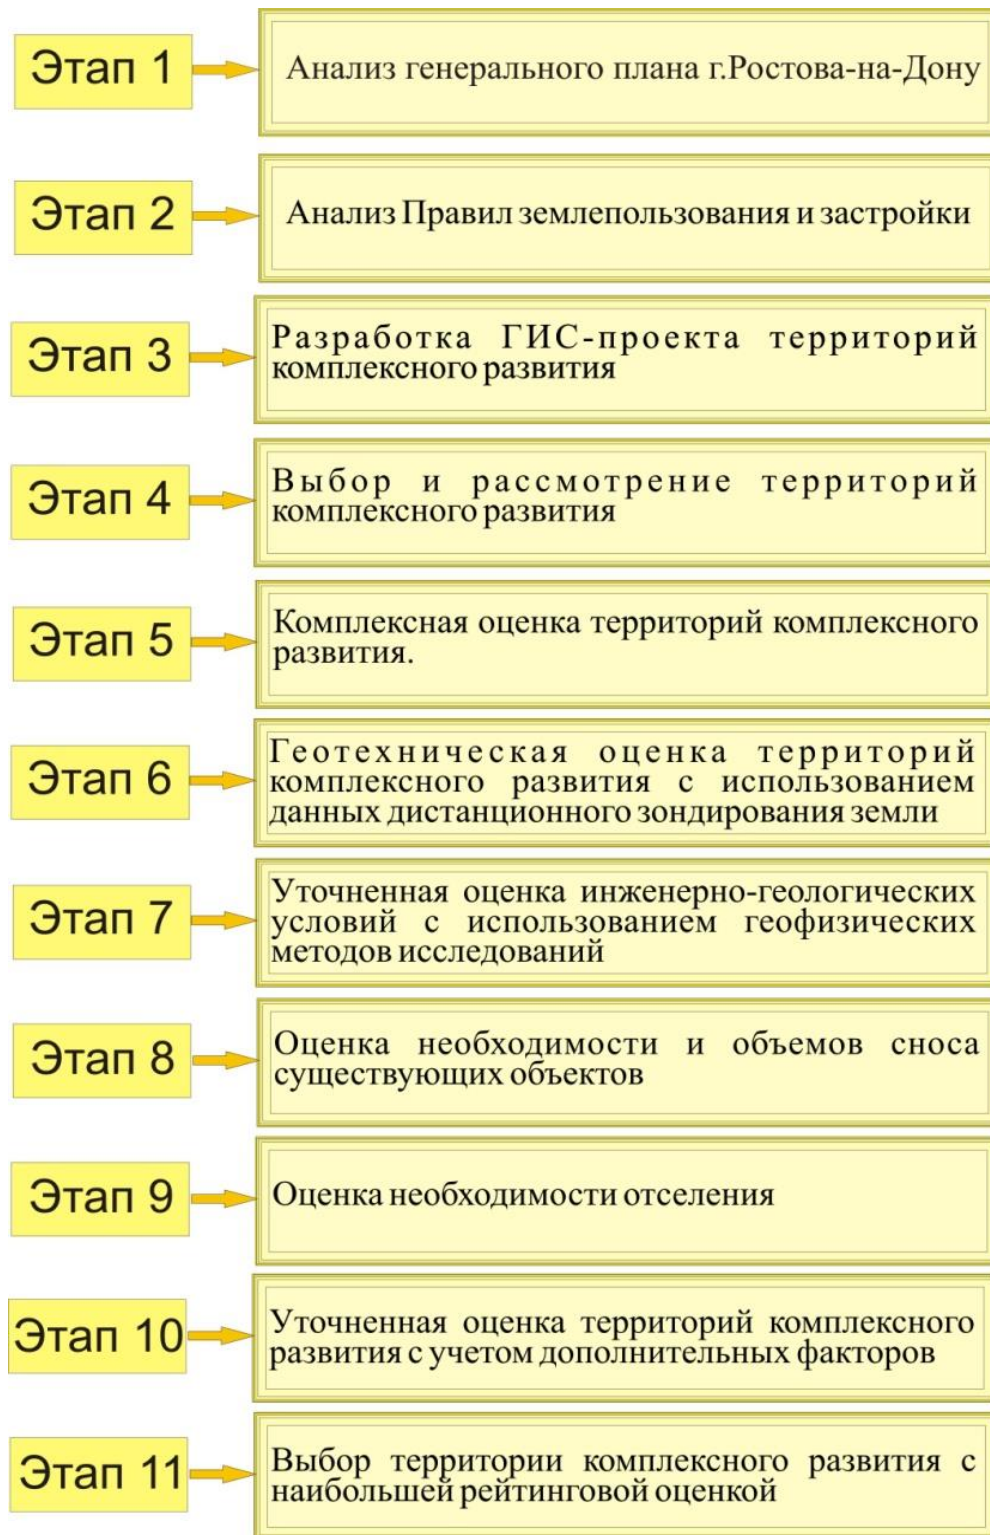 Этап 1
Анализ генерального плана г.Ростова-на-Дону
Этап 2
Анализ Правил землепользования и застройки
Этап 3
Разработка ГИС-проекта территорий
комплексного развития
Этап 4
Выбор и рассмотрение территорий
комплексного развития
Этап 5
Комплексная оценка территорий комплексного
развития.
Этап 6
Геотехническая оценка территорий
комплексного развития с использованием
данных дистанционного зондирования земли
Этап 7
Уточненная оценка инженерно-геологических
условий с использованием геофизических
методов исследований
Этап 8
Оценка необходимости и объемов сноса
существующих объектов
Этап 9
Оценка необходимости отселения
Этап 10
Уточненная оценка территорий комплексного
развития с учетом дополнительных факторов
Этап 11
Выбор территории комплексного развития с
наибольшей рейтинговой оценкой